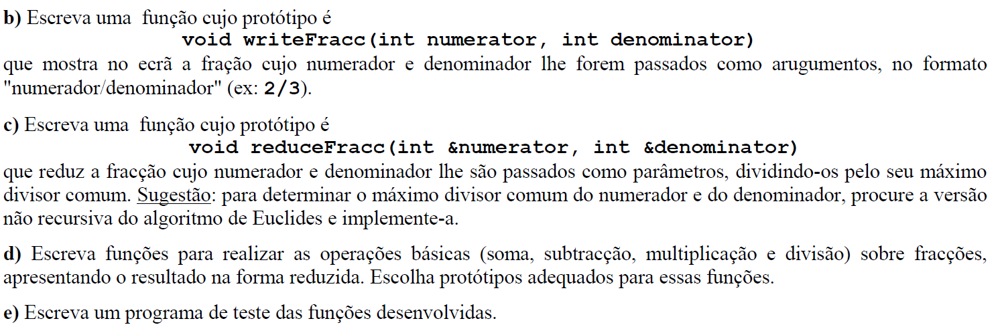 b) Escreva uma função cujo protótipo é
void writeFracc(int numerator, int denominator)
que mostra no ecrã a fração cujo numerador e denominador lhe forem passados como arugumentos, no formato
"numerador/denominador" (ex: 2/3).
c) Escreva uma função cujo protótipo é
void reduceFracc(int &numerator, int &denominator)
que reduz a fracção cujo numerador e denominador lhe são passados como parâmetros, dividindo-os pelo seu máximo
divisor comum. Sugestão: para determinar o máximo divisor comum do numerador e do denominador, procure a versão
não recursiva do algoritmo de Euclides e implemente-a.
d) Escreva funções para realizar as operações básicas (soma, subtracção, multiplicação e divisão) sobre fracções,
apresentando o resultado na forma reduzida. Escolha protótipos adequados para essas funções.
e) Escreva um programa de teste das funções desenvolvidas.